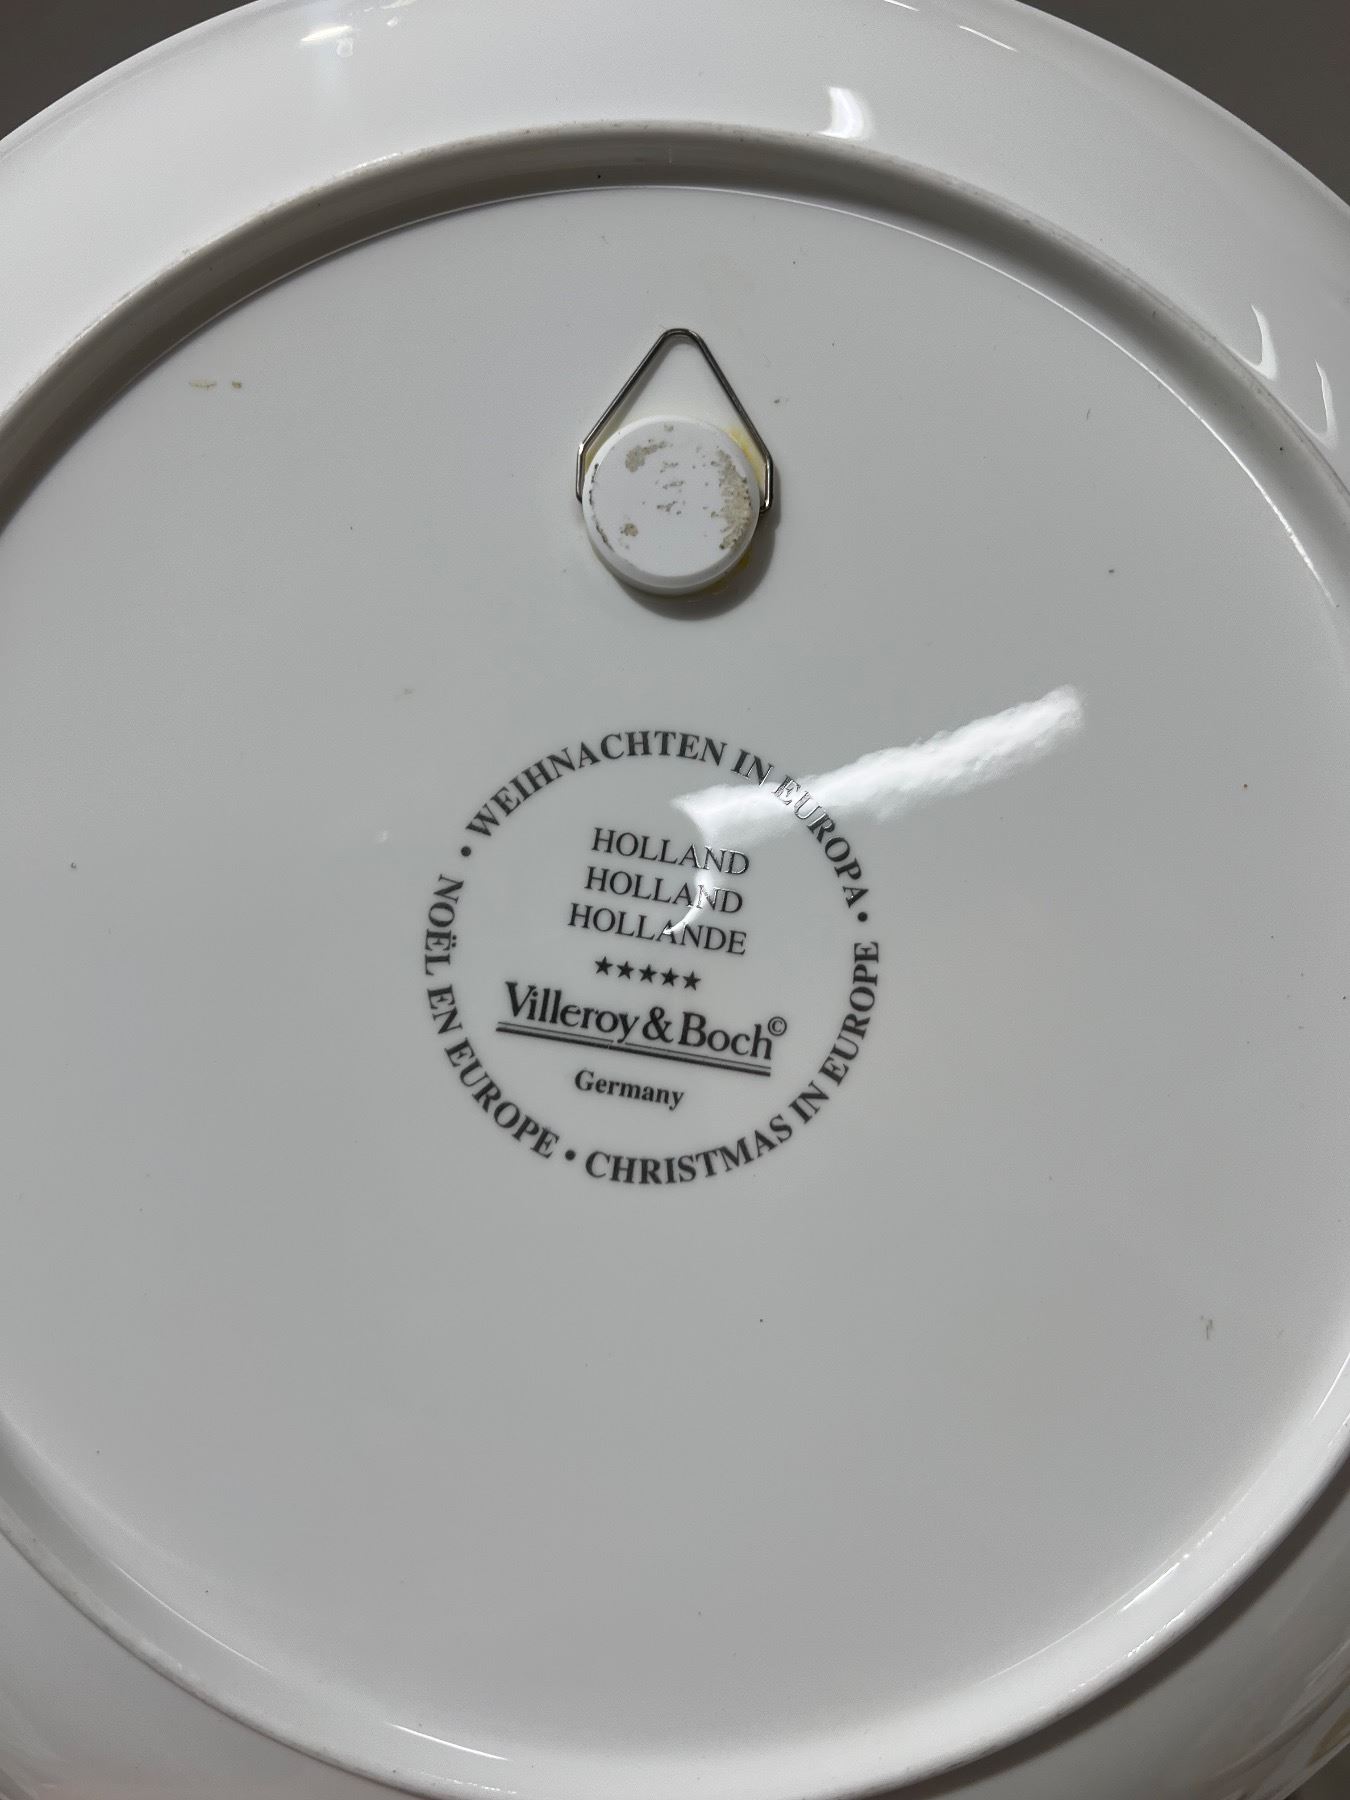 • WEIHNACHTEN IN EUROPA •
HOLLAND
HOLLAND
HOLLANDE
★★★★★
Villeroy & Boch©
Germany
NOËL EN EUROPE • CHRISTMAS IN EUROPE